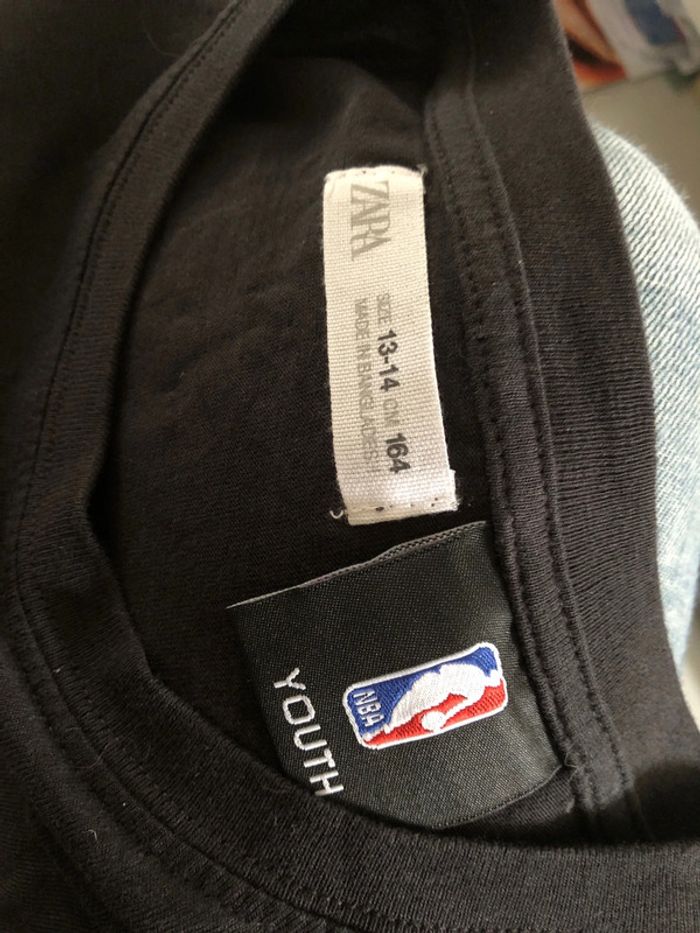 ZARA
SIZE 13-14 CM 164
MADE IN BANGLADESH
NBA
YOUTH